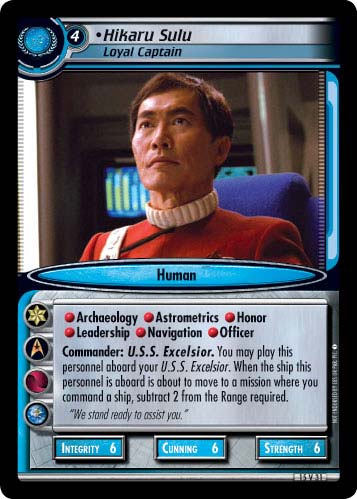 4
•Hikaru Sulu
Loyal Captain
Human
Archaeology Astrometrics Honor
Leadership Navigation Officer
Commander: U.S.S. Excelsior. You may play this
personnel aboard your U.S.S. Excelsior. When the ship this
personnel is aboard is about to move to a mission where you
command a ship, subtract 2 from the Range required.
"We stand ready to assist you."
INTEGRITY 6 CUNNING 6 STRENGTH 6
15 V 31